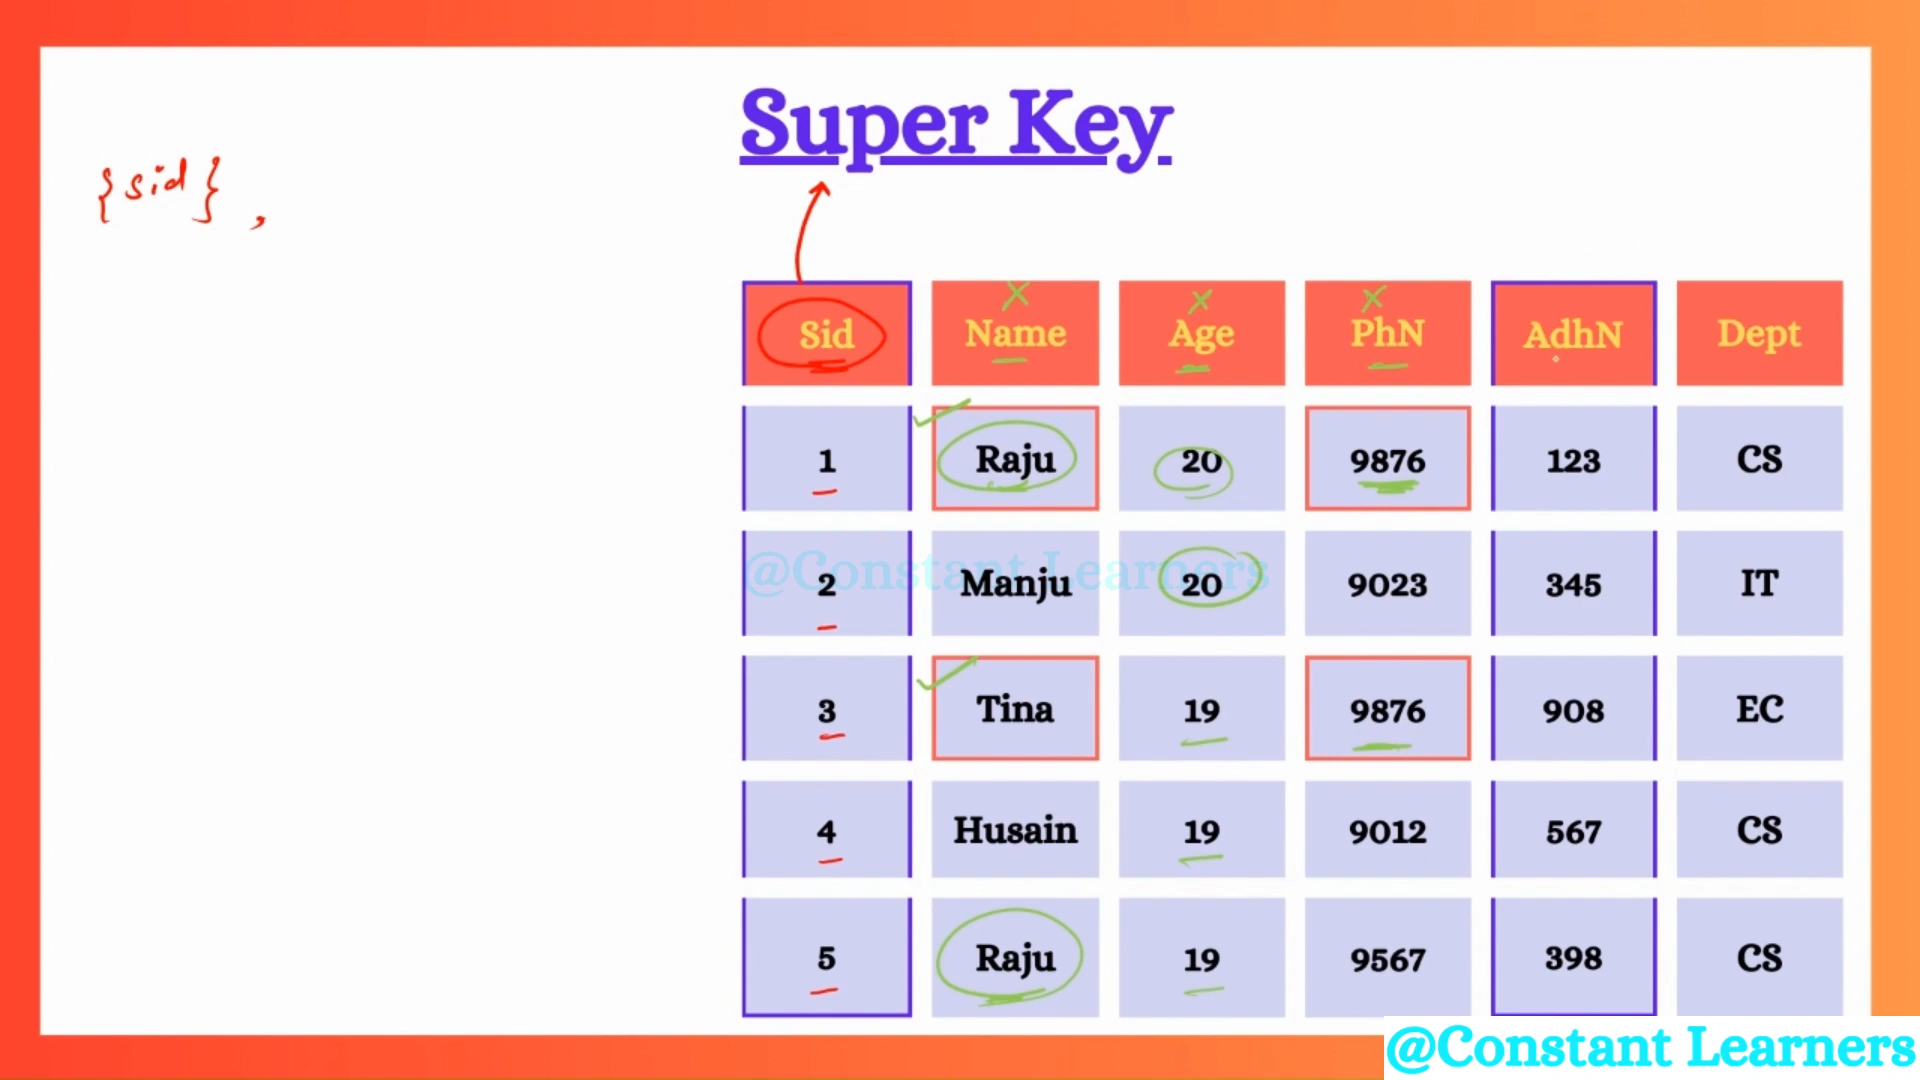 Super Key
{sid},
Sid Name Age PhN AdhN Dept
1 Raju 20 9876 123 CS
2 Manju 20 9023 345 IT
@Constant Learners
3 Tina 19 9876 908 EC
4 Husain 19 9012 567 CS
5 Raju 19 9567 398 CS
@Constant Learners